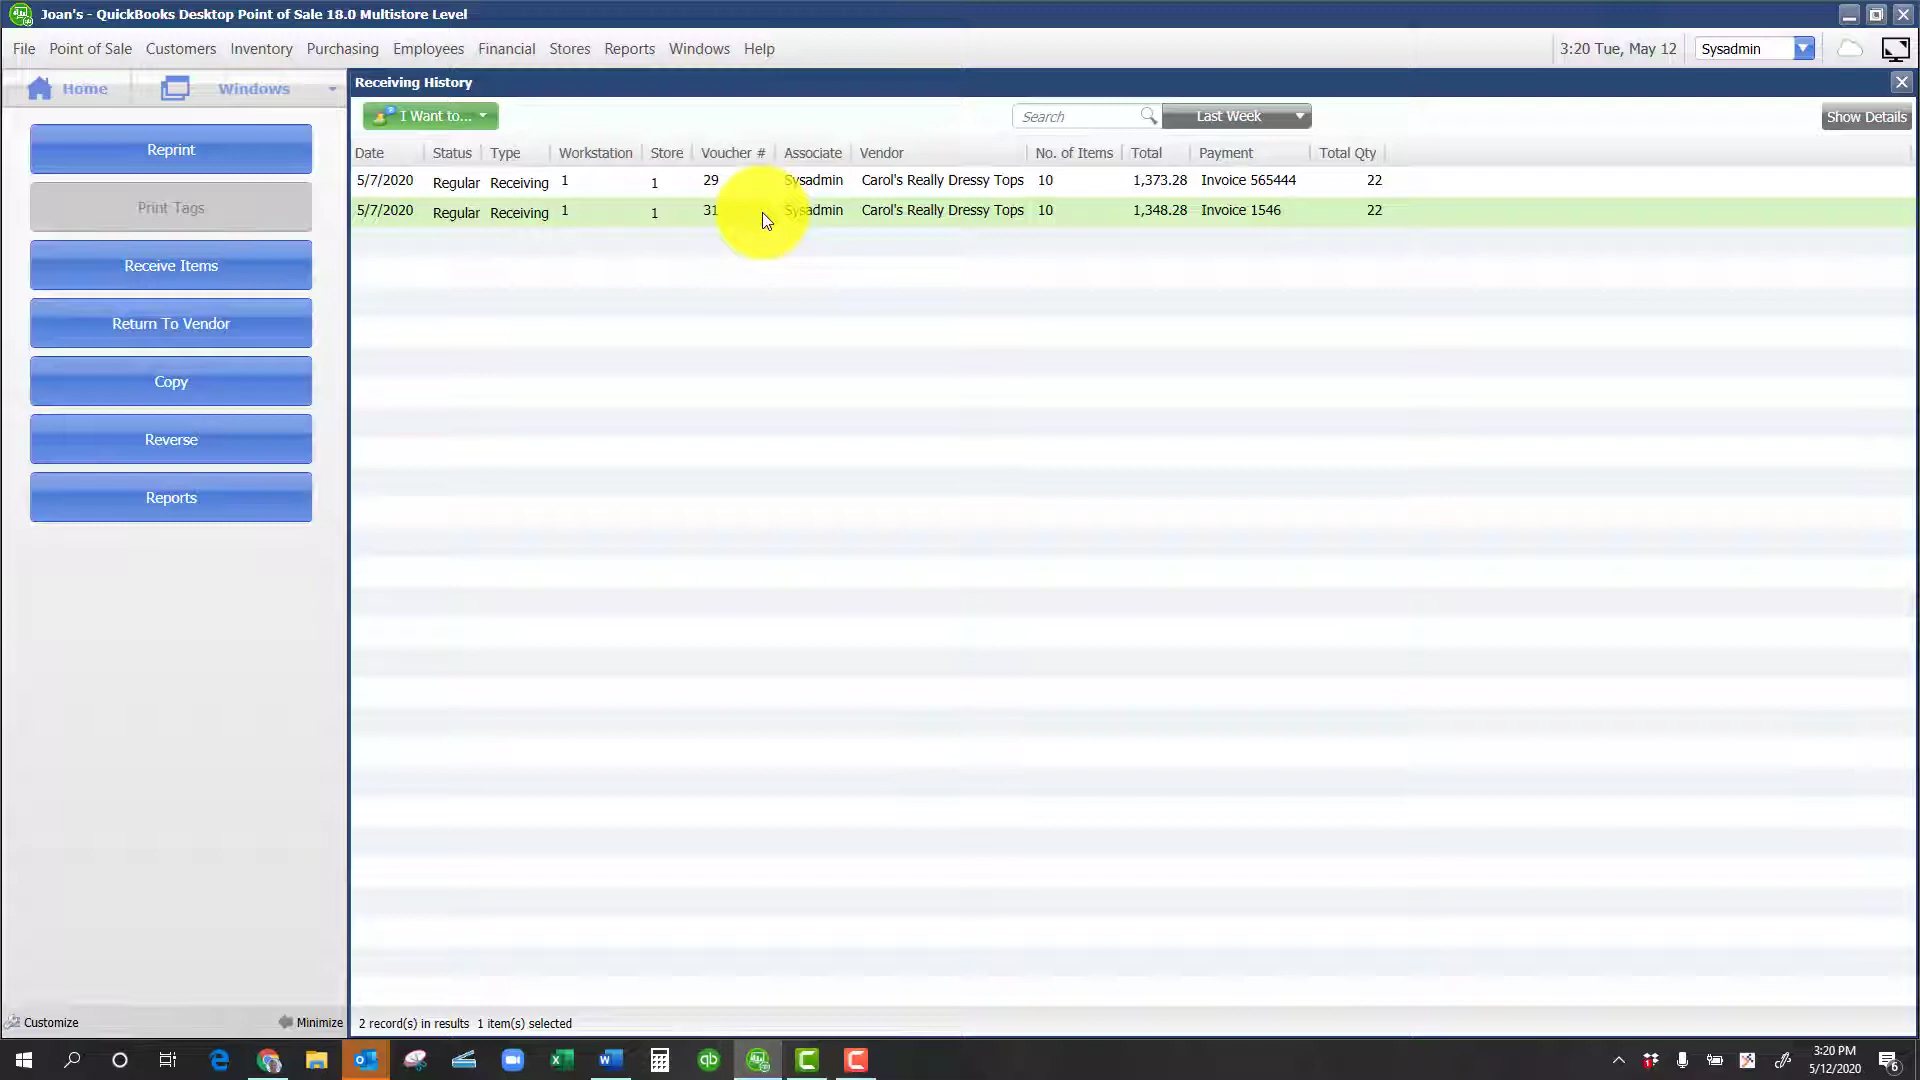 Joan's - QuickBooks Desktop Point of Sale 18.0 Multistore Level
File Point of Sale Customers Inventory Purchasing Employees Financial Stores Reports Windows Help 3:20 Tue, May 12 Sysadmin
Home Windows
Receiving History
I Want to... Search Last Week Show Details
Date Status Type Workstation Store Voucher # Associate Vendor No. of Items Total Payment Total Qty
5/7/2020 Regular Receiving 1 1 29 Sysadmin Carol's Really Dressy Tops 10 1,373.28 Invoice 565444 22
5/7/2020 Regular Receiving 1 1 31 Sysadmin Carol's Really Dressy Tops 10 1,348.28 Invoice 1546 22
Reprint
Print Tags
Receive Items
Return To Vendor
Copy
Reverse
Reports
Customize Minimize
2 record(s) in results 1 item(s) selected
3:20 PM
5/12/2020
6